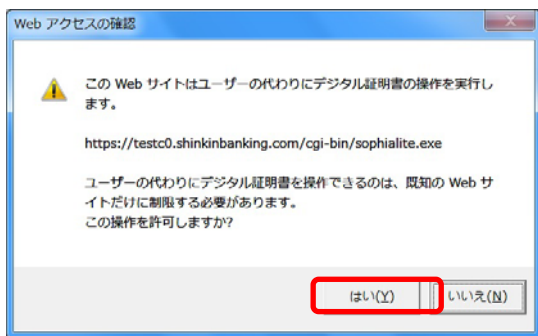 Web アクセスの確認
この Web サイトはユーザーの代わりにデジタル証明書の操作を実行し
ます。
https://testc0.shinkinbanking.com/cgi-bin/sophialite.exe
ユーザーの代わりにデジタル証明書を操作できるのは、既知の Web サ
イトだけに制限する必要があります。
この操作を許可しますか?
はい(Y) いいえ(N)